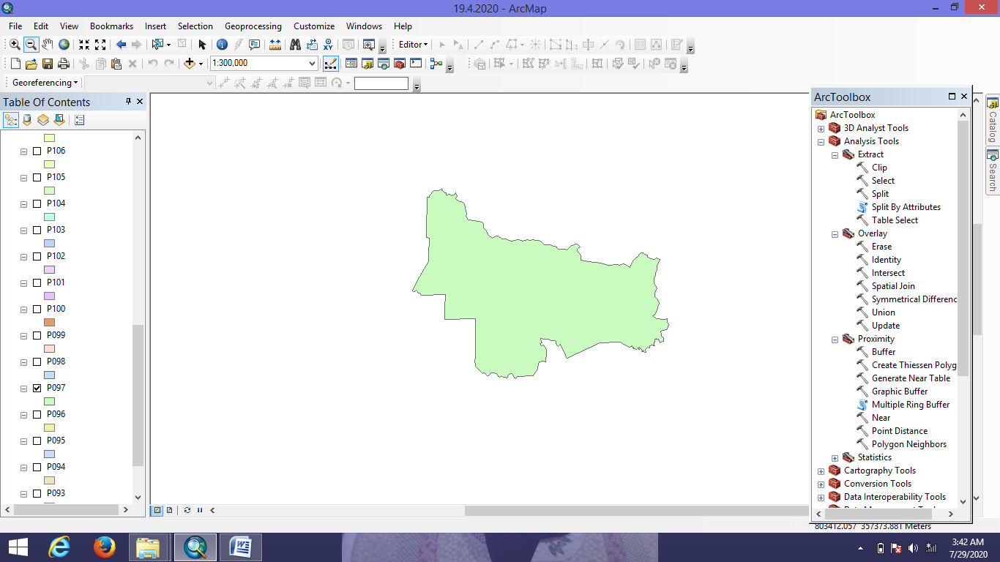 19.4.2020 - ArcMap
File Edit View Bookmarks Insert Selection Geoprocessing Customize Windows Help
Editor
1:300,000
Georeferencing
Table Of Contents
P106
P105
P104
P103
P102
P101
P100
P099
P098
P097
P096
P095
P094
P093
ArcToolbox
ArcToolbox
3D Analyst Tools
Analysis Tools
Extract
Clip
Select
Split
Split By Attributes
Table Select
Overlay
Erase
Identity
Intersect
Spatial Join
Symmetrical Differenc
Union
Update
Proximity
Buffer
Create Thiessen Polyg
Generate Near Table
Graphic Buffer
Multiple Ring Buffer
Near
Point Distance
Polygon Neighbors
Statistics
Cartography Tools
Conversion Tools
Data Interoperability Tools
Catalog
Search
803412.057 357373.881 Meters
3:42 AM
7/29/2020